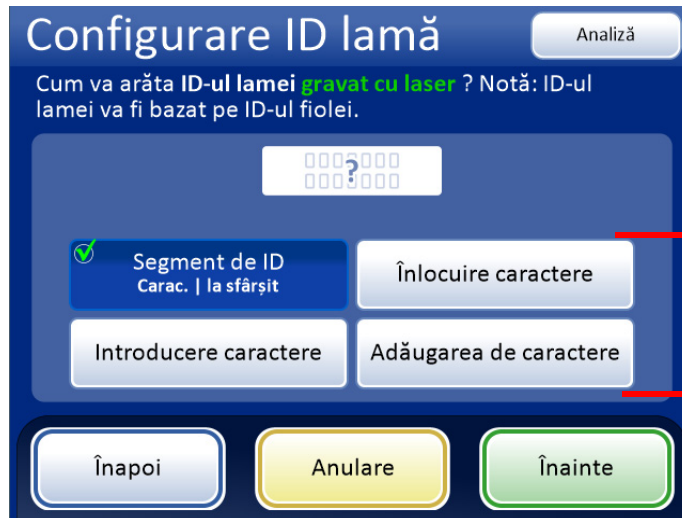 Configurare ID lamă
Analiză
Cum va arăta ID-ul lamei gravat cu laser ? Notă: ID-ul
lamei va fi bazat pe ID-ul fiolei.
?
Segment de ID
Carac. | la sfârșit
Înlocuire caractere
Introducere caractere
Adăugarea de caractere
Înapoi
Anulare
Înainte